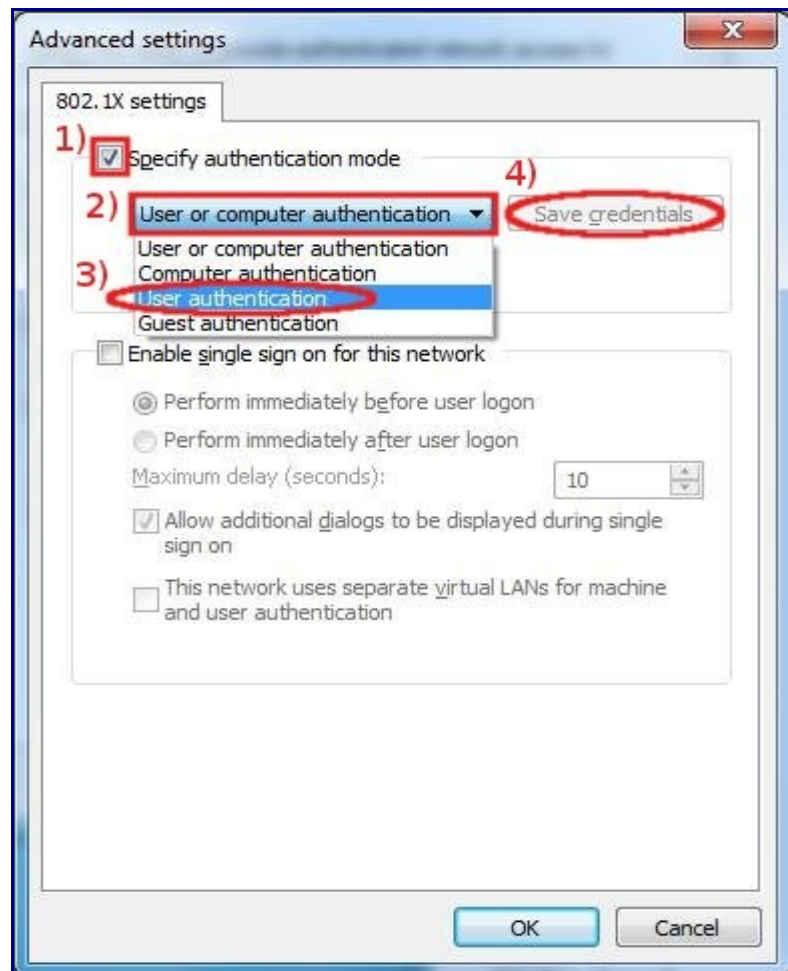 Advanced settings
802.1X settings
1)
Specify authentication mode
4)
2)
User or computer authentication
Save credentials
User or computer authentication
3)
Computer authentication
User authentication
Guest authentication
Enable single sign on for this network
Perform immediately before user logon
Perform immediately after user logon
Maximum delay (seconds):
10
Allow additional dialogs to be displayed during single
sign on
This network uses separate virtual LANs for machine
and user authentication
OK
Cancel